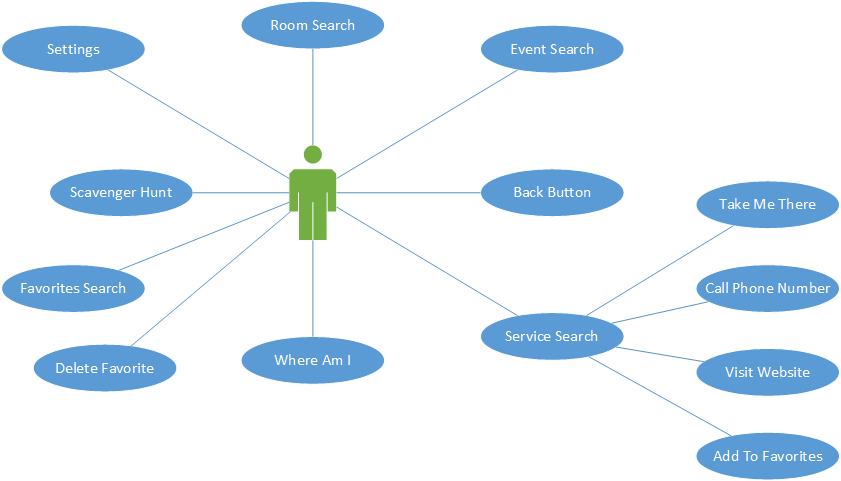 Room Search
Settings
Event Search
Scavenger Hunt
Back Button
Take Me There
Favorites Search
Call Phone Number
Service Search
Where Am I
Delete Favorite
Visit Website
Add To Favorites